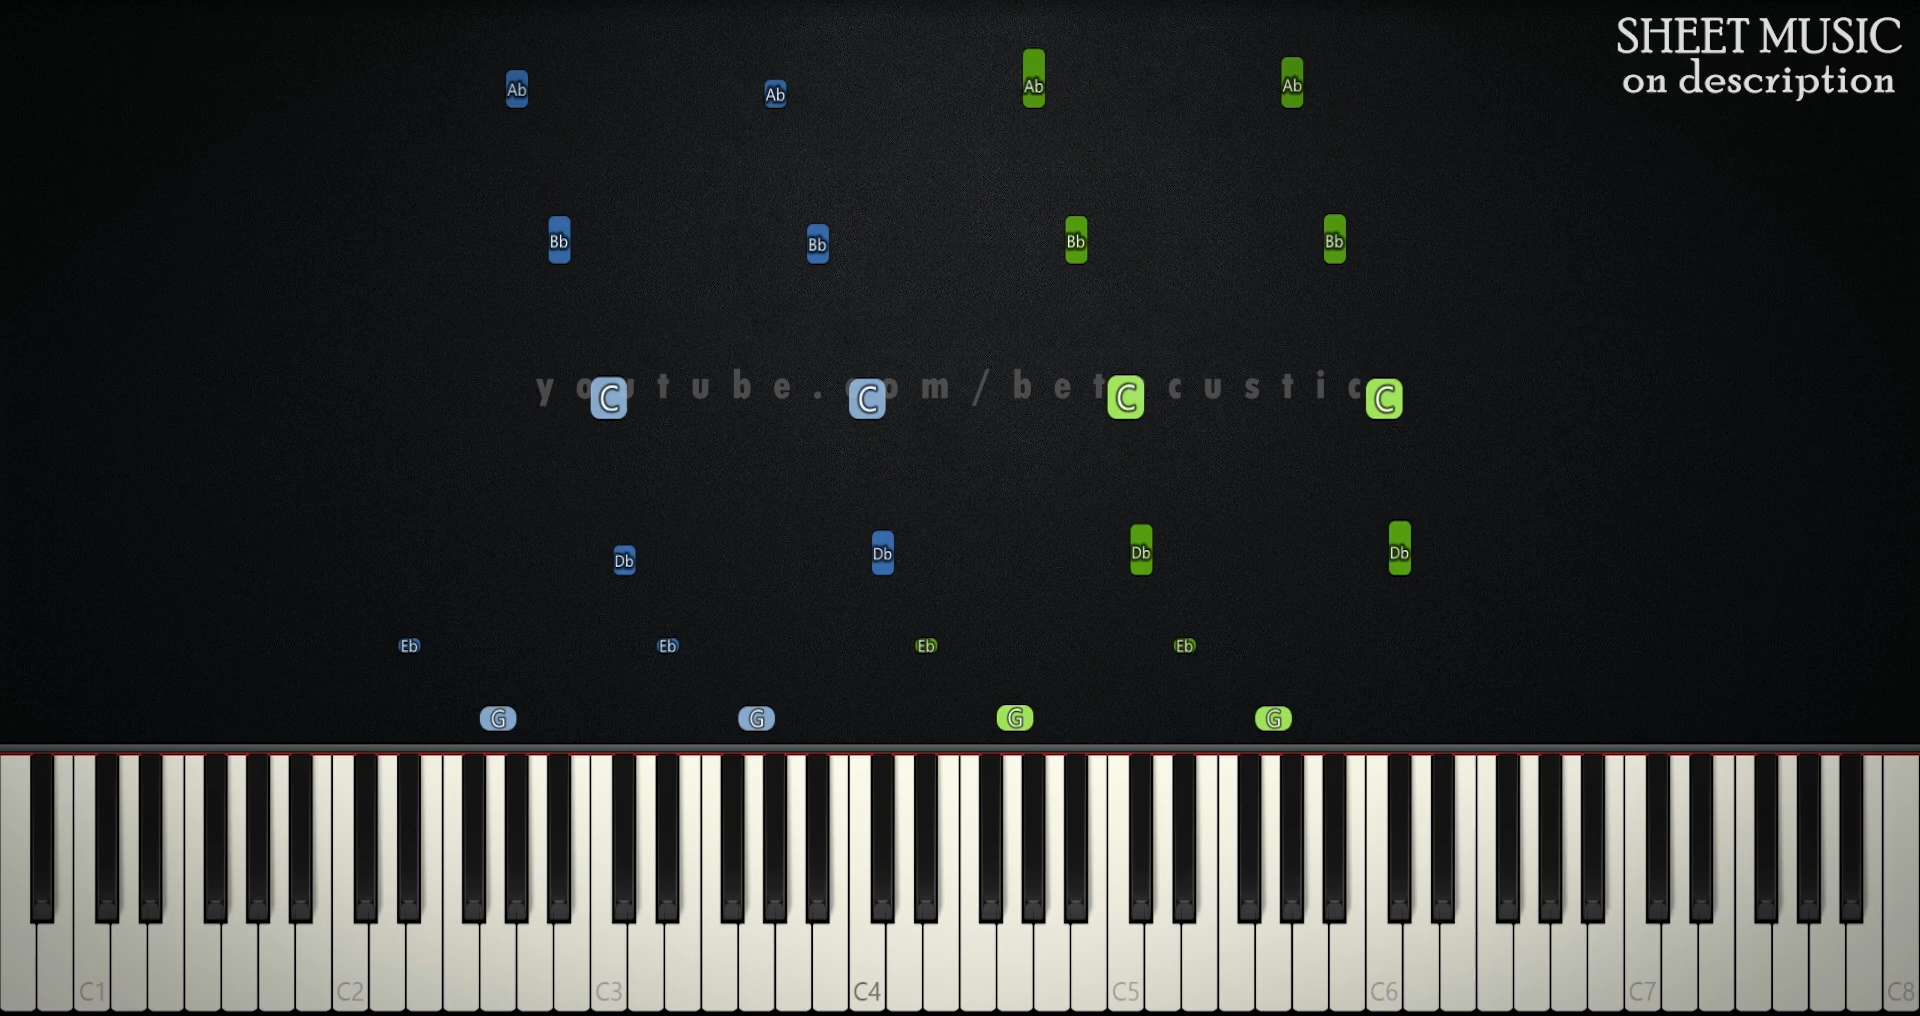 SHEET MUSIC
on description
Ab Ab Ab Ab
Bb Bb Bb Bb
C C C C
Db Db Db Db
Eb Eb Eb Eb
G G G G
C1 C2 C3 C4 C5 C6 C7 C8